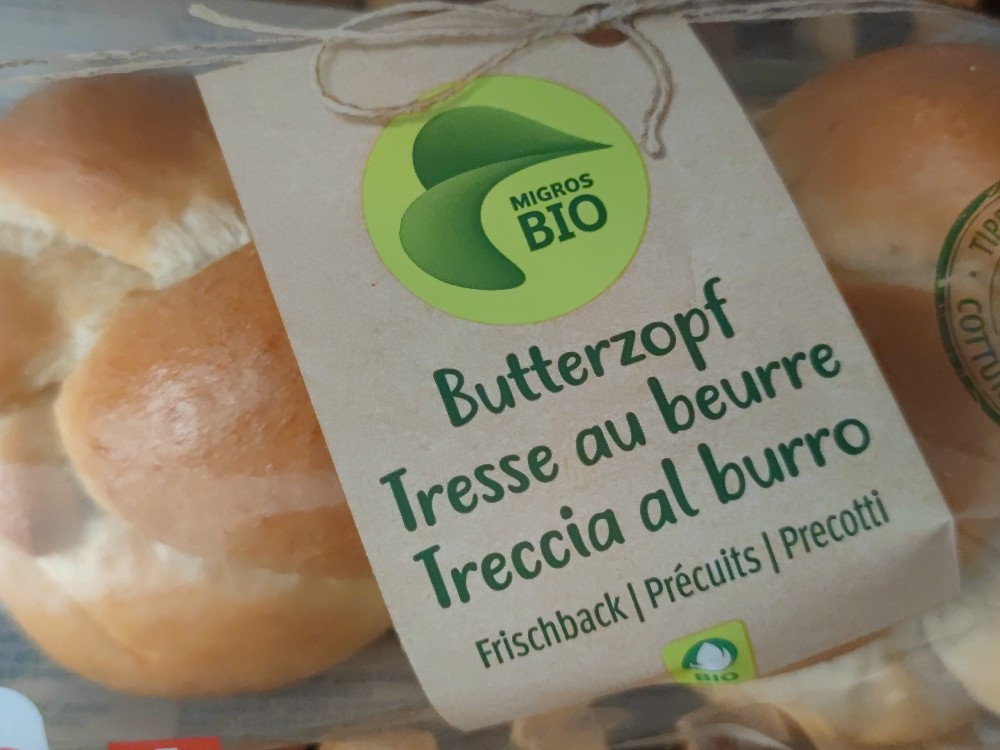 MIGROS
BIO
Butterzopf
Tresse au beurre
Treccia al burro
Frischback | Précuits | Precotti
BIO